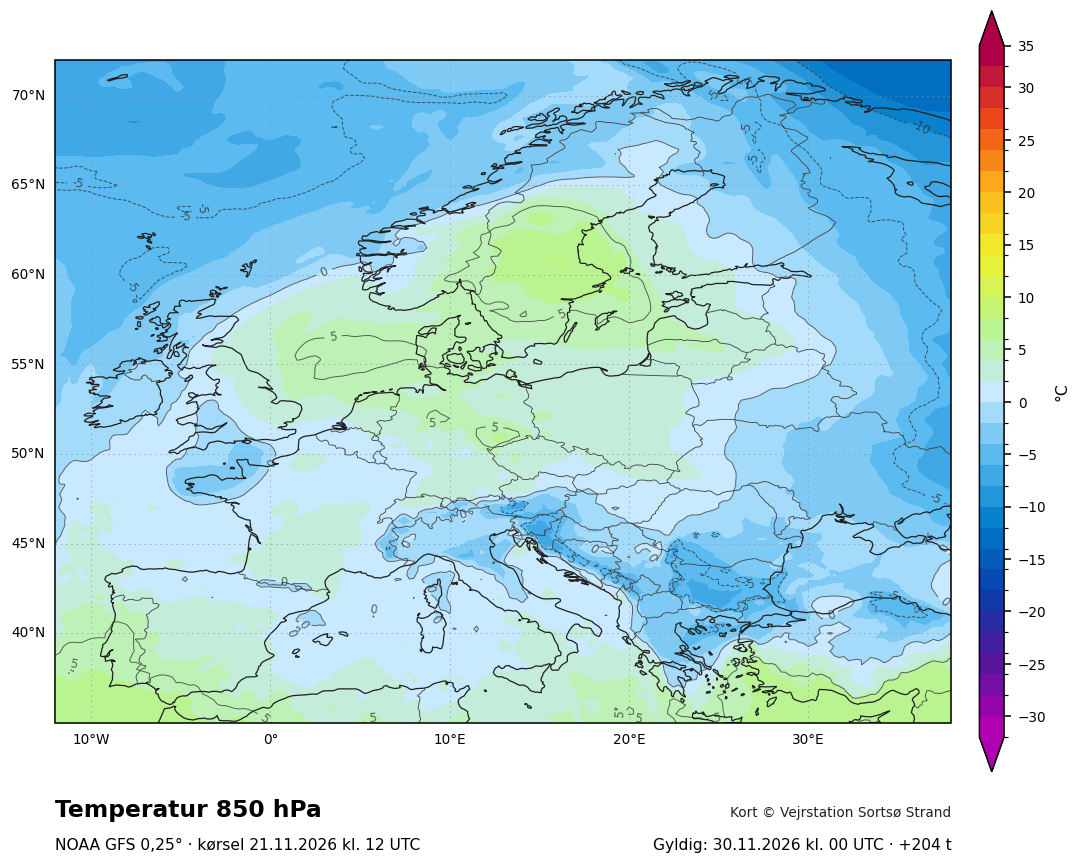 70°N
65°N
60°N
55°N
50°N
45°N
40°N
10°W 0° 10°E 20°E 30°E
35
30
25
20
15
10
5
0
−5
−10
−15
−20
−25
−30
°C
Temperatur 850 hPa
Kort © Vejrstation Sortsø Strand
NOAA GFS 0,25° · kørsel 21.11.2026 kl. 12 UTC
Gyldig: 30.11.2026 kl. 00 UTC · +204 t